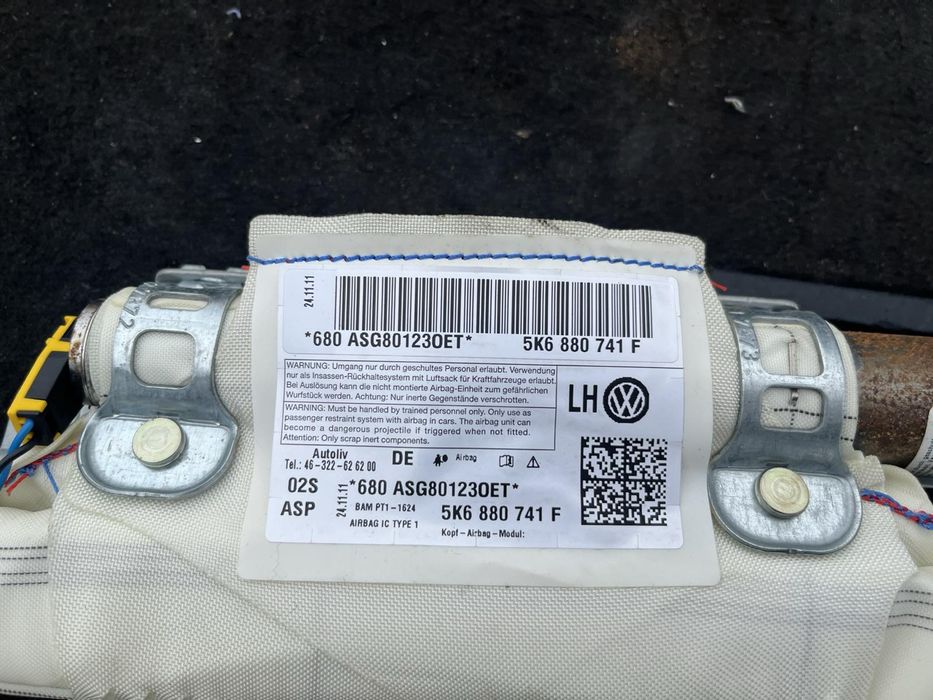 24.11.11
*680 ASG80123OET* 5K6 880 741 F
WARNUNG: Umgang nur durch geschultes Personal erlaubt. Verwendung
nur als Insassen-Rückhaltesystem mit Luftsack für Kraftfahrzeuge erlaubt.
Bei Auslösung kann die nicht montierte Airbag-Einheit zum gefährlichen
Wurfstück werden. Achtung: Nur inerte Gegenstände verschrotten.
WARNING: Must be handled by trained personnel only. Only use as
passenger restraint system with airbag in cars. The airbag unit can
become a dangerous projectile if triggered when not fitted.
Attention: Only scrap inert components.
LH
Autoliv
Tel.: 46-322-62 62 00
DE
Airbag
02S
ASP
24.11.11
*680 ASG80123OET*
BAM PT1-1624
AIRBAG IC TYPE 1
5K6 880 741 F
Kopf-Airbag-Modul: